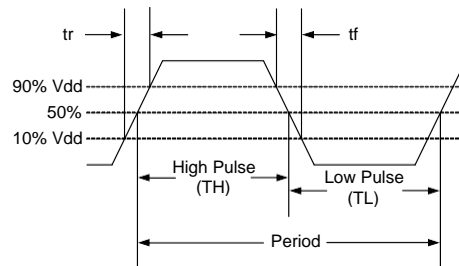 tr
tf
90% Vdd
50%
10% Vdd
High Pulse
(TH)
Low Pulse
(TL)
Period